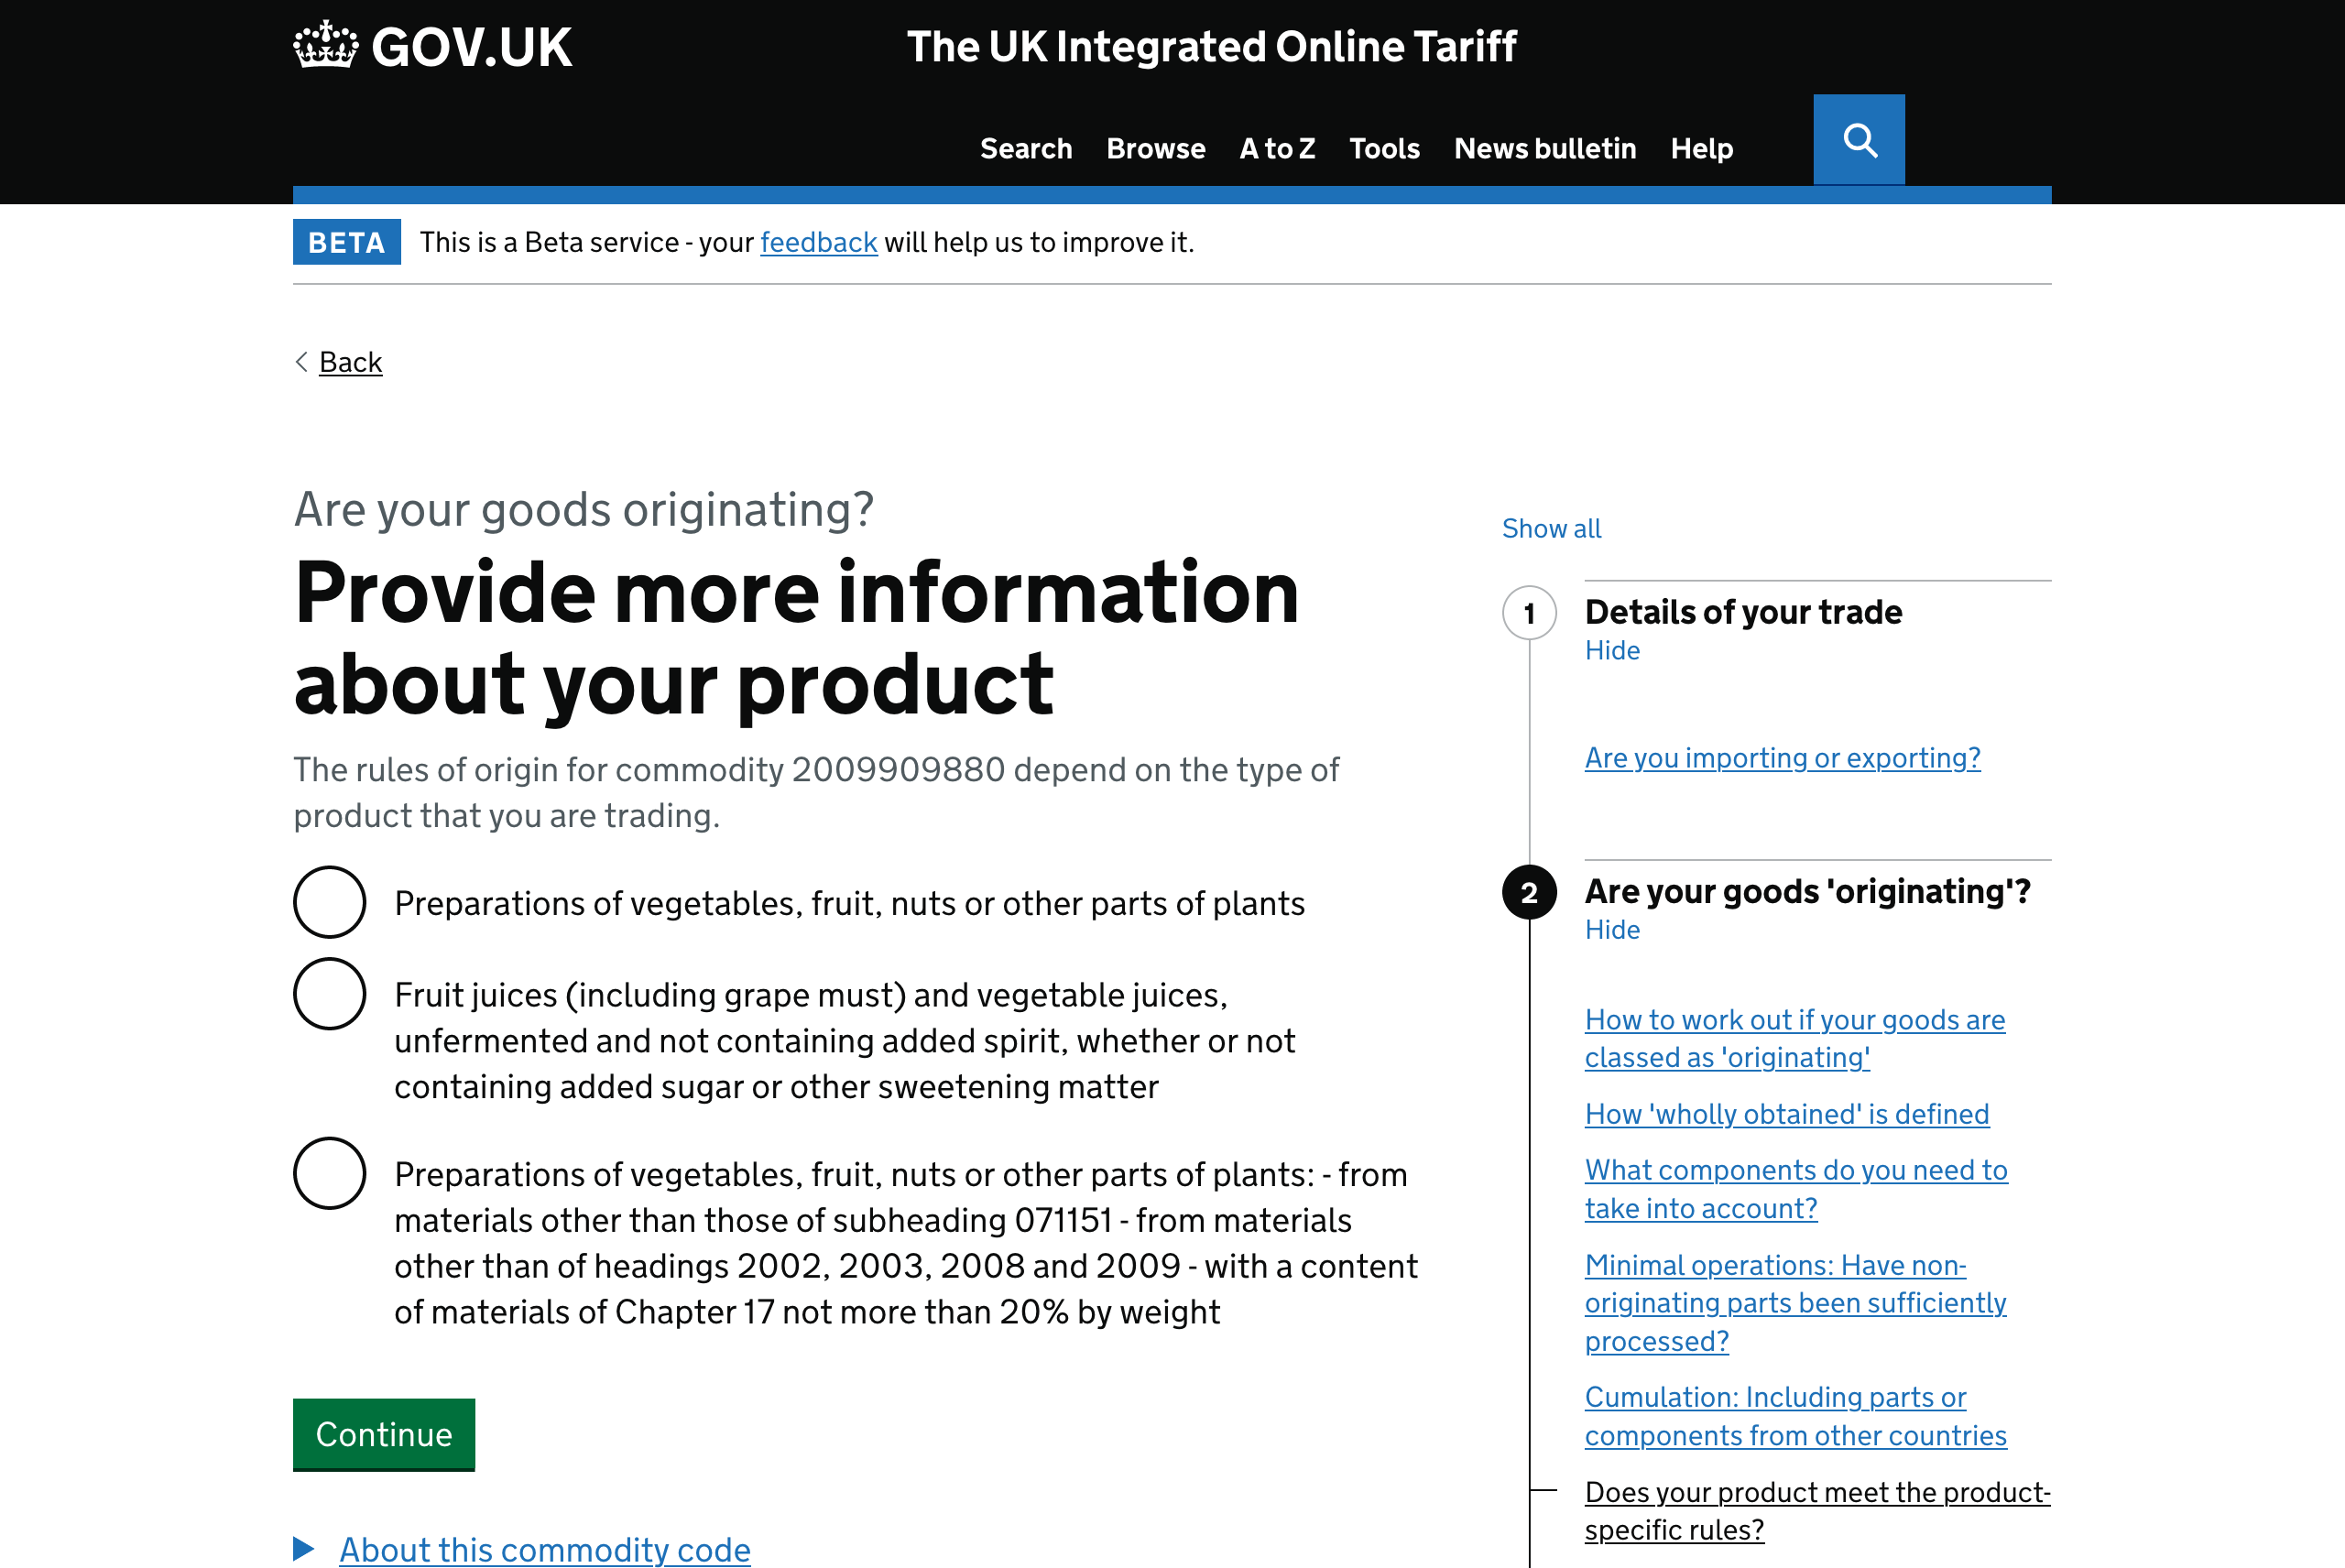 GOV.UK
The UK Integrated Online Tariff
Search Browse A to Z Tools News bulletin Help
BETA This is a Beta service - your feedback will help us to improve it.
Back
Are your goods originating?
Provide more information
about your product
The rules of origin for commodity 2009909880 depend on the type of
product that you are trading.
Preparations of vegetables, fruit, nuts or other parts of plants
Fruit juices (including grape must) and vegetable juices,
unfermented and not containing added spirit, whether or not
containing added sugar or other sweetening matter
Preparations of vegetables, fruit, nuts or other parts of plants: - from
materials other than those of subheading 071151 - from materials
other than of headings 2002, 2003, 2008 and 2009 - with a content
of materials of Chapter 17 not more than 20% by weight
Continue
About this commodity code
Show all
1 Details of your trade
Hide
Are you importing or exporting?
2 Are your goods 'originating'?
Hide
How to work out if your goods are
classed as 'originating'
How 'wholly obtained' is defined
What components do you need to
take into account?
Minimal operations: Have non-
originating parts been sufficiently
processed?
Cumulation: Including parts or
components from other countries
Does your product meet the product-
specific rules?